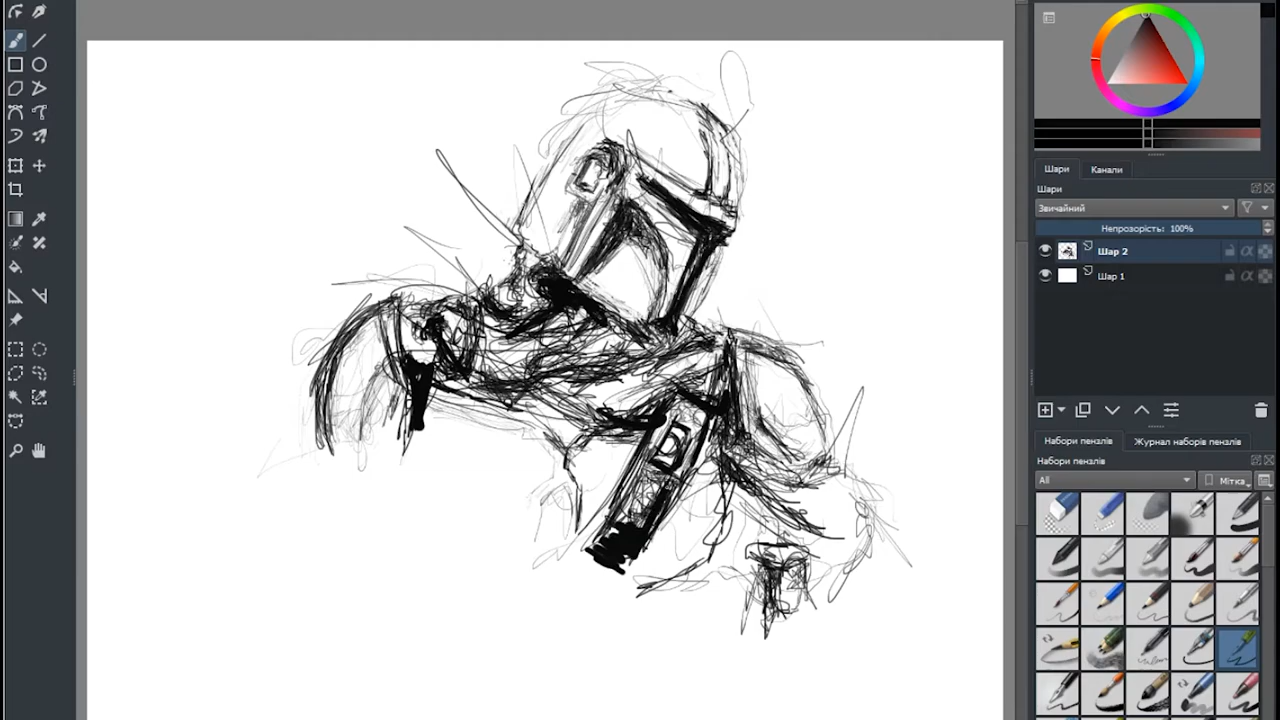 Шари
Канали
Шари
Звичайний
Непрозорість: 100%
Шар 2
Шар 1
Набори пензлів
Журнал наборів пензлів
Набори пензлів
All
Мітка